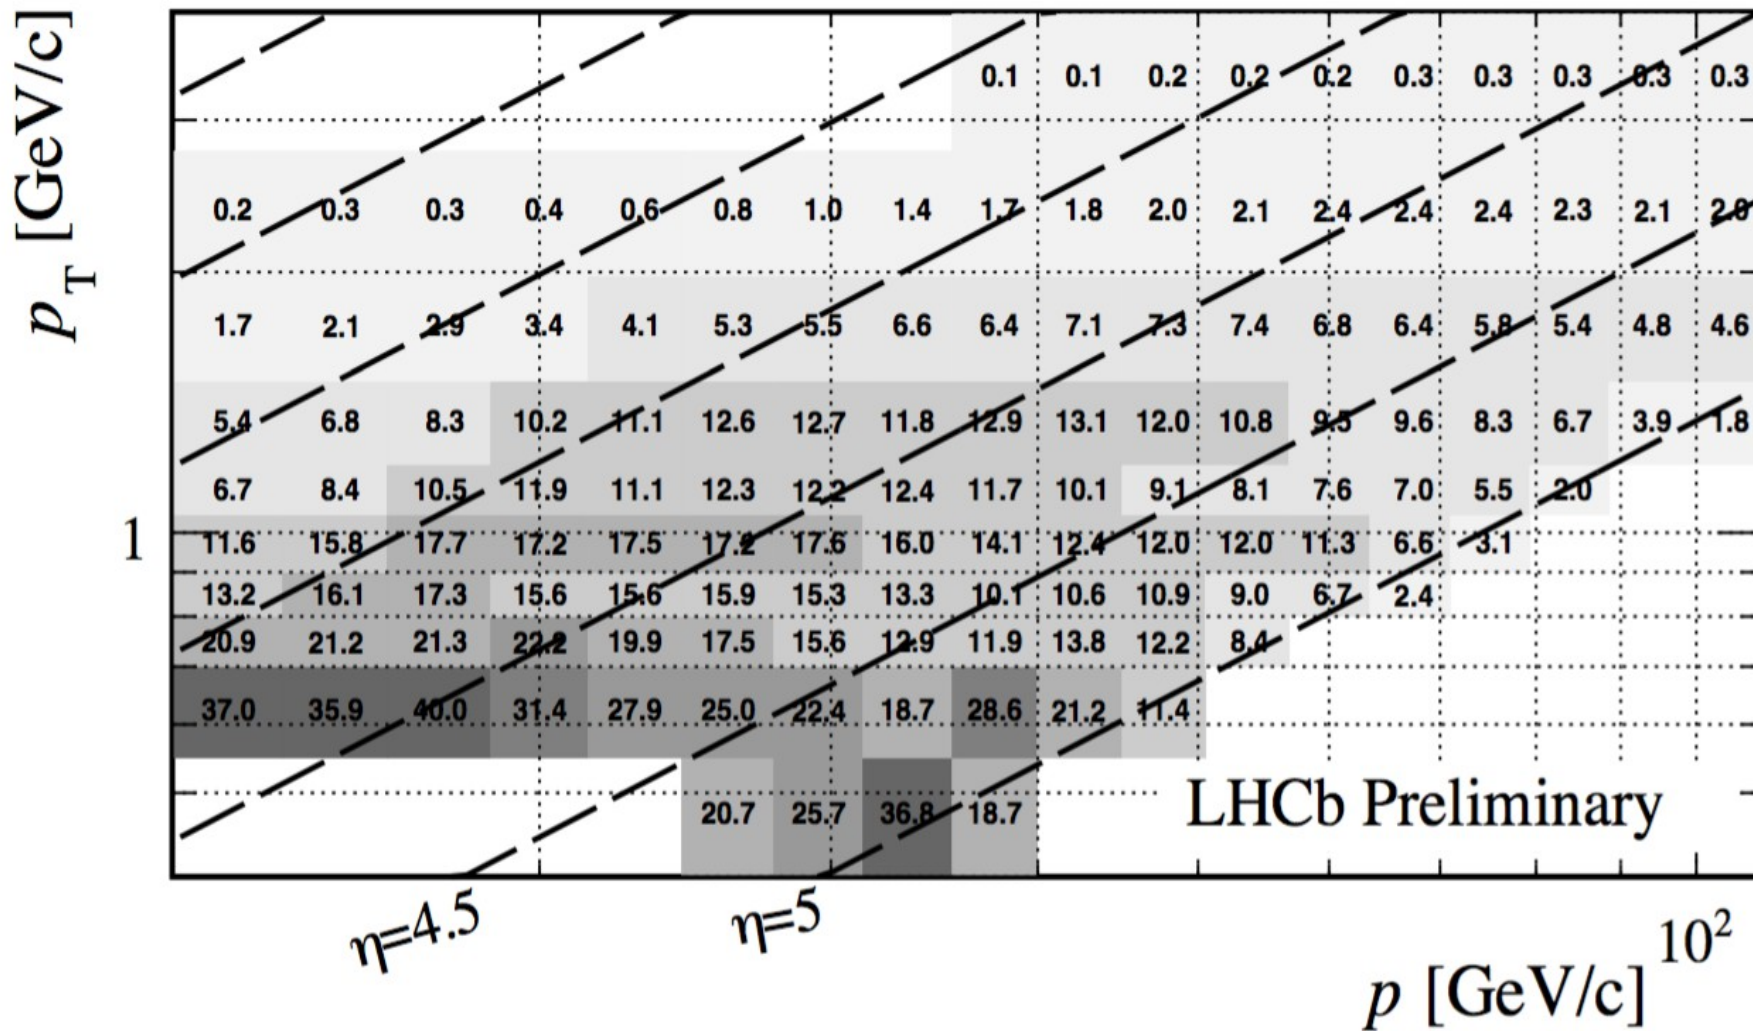 p_T [GeV/c]
0.1 0.1 0.2 0.2 0.2 0.3 0.3 0.3 0.3 0.3
0.2 0.3 0.3 0.4 0.6 0.8 1.0 1.4 1.7 1.8 2.0 2.1 2.4 2.4 2.4 2.3 2.1 2.0
1.7 2.1 2.9 3.4 4.1 5.3 5.5 6.6 6.4 7.1 7.3 7.4 6.8 6.4 5.8 5.4 4.8 4.6
5.4 6.8 8.3 10.2 11.1 12.6 12.7 11.8 12.9 13.1 12.0 10.8 9.5 9.6 8.3 6.7 3.9 1.8
6.7 8.4 10.5 11.9 11.1 12.3 12.2 12.4 11.7 10.1 9.1 8.1 7.6 7.0 5.5 2.0
1 11.6 15.8 17.7 17.2 17.5 17.2 17.6 16.0 14.1 12.4 12.0 12.0 11.3 6.6 3.1
13.2 16.1 17.3 15.6 15.6 15.9 15.3 13.3 10.1 10.6 10.9 9.0 6.7 2.4
20.9 21.2 21.3 22.2 19.9 17.5 15.6 12.9 11.9 13.8 12.2 8.4
37.0 35.9 40.0 31.4 27.9 25.0 22.4 18.7 28.6 21.2 11.4
20.7 25.7 36.8 18.7 LHCb Preliminary
η=4.5 η=5
10²
p [GeV/c]